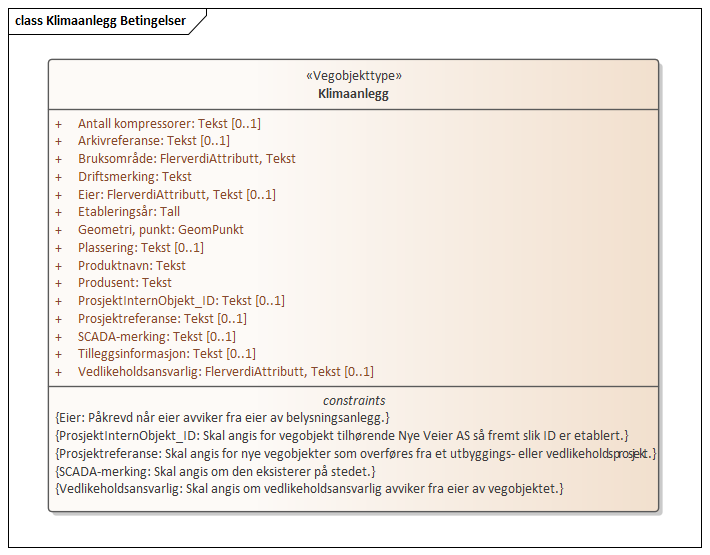 class Klimaanlegg Betingelser
«Vegobjekttype»
Klimaanlegg
+ Antall kompressorer: Tekst [0..1]
+ Arkivreferanse: Tekst [0..1]
+ Bruksområde: FlerverdiAttributt, Tekst
+ Driftsmerking: Tekst
+ Eier: FlerverdiAttributt, Tekst [0..1]
+ Etableringsår: Tall
+ Geometri, punkt: GeomPunkt
+ Plassering: Tekst [0..1]
+ Produktnavn: Tekst
+ Produsent: Tekst
+ ProsjektInternObjekt_ID: Tekst [0..1]
+ Prosjektreferanse: Tekst [0..1]
+ SCADA-merking: Tekst [0..1]
+ Tilleggsinformasjon: Tekst [0..1]
+ Vedlikeholdsansvarlig: FlerverdiAttributt, Tekst [0..1]
constraints
{Eier: Påkrevd når eier avviker fra eier av belysningsanlegg.}
{ProsjektInternObjekt_ID: Skal angis for vegobjekt tilhørende Nye Veier AS så fremt slik ID er etablert.}
{Prosjektreferanse: Skal angis for nye vegobjekter som overføres fra et utbyggings- eller vedlikeholdsprosjekt.}
{SCADA-merking: Skal angis om den eksisterer på stedet.}
{Vedlikeholdsansvarlig: Skal angis om vedlikeholdsansvarlig avviker fra eier av vegobjektet.}